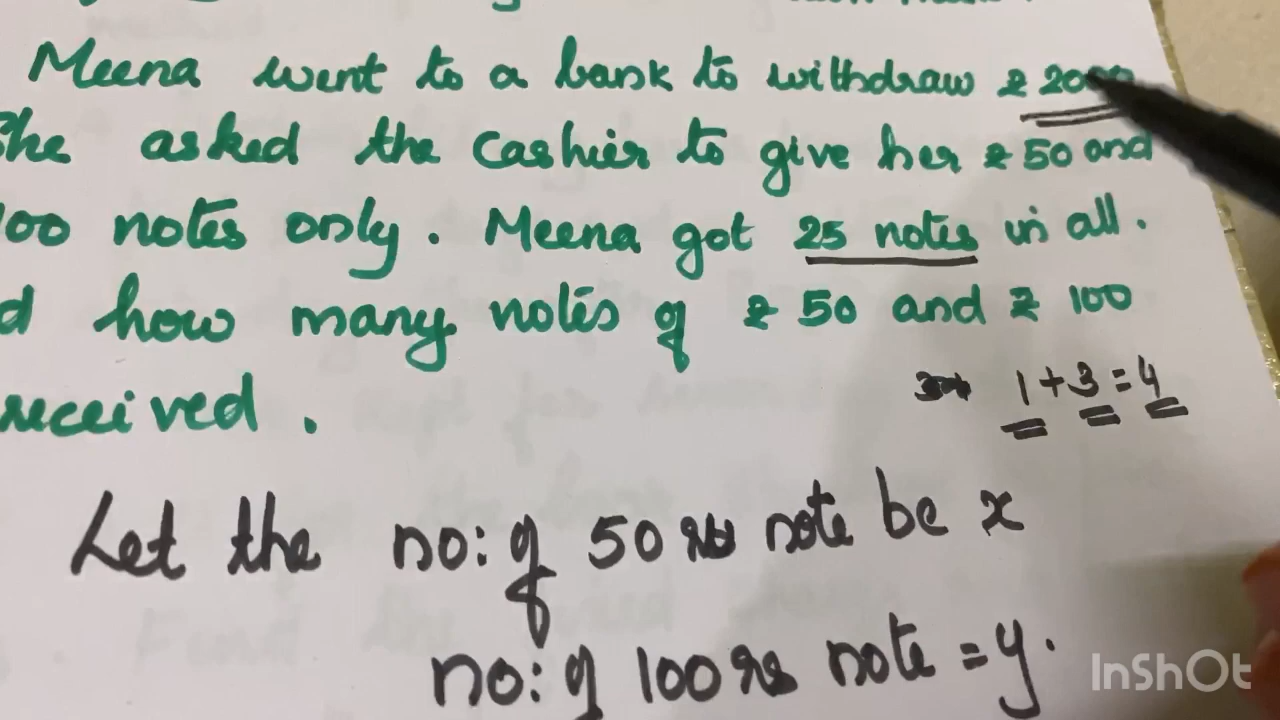 Meena went to a bank to withdraw ₹ 2000
She asked the cashier to give her ₹ 50 and
100 notes only. Meena got 25 notes in all.
d how many notes of ₹ 50 and ₹ 100
received.
1 + 3 = 4
Let the no: of 50 rs note be x
no: of 100 rs note = y.
InShOt